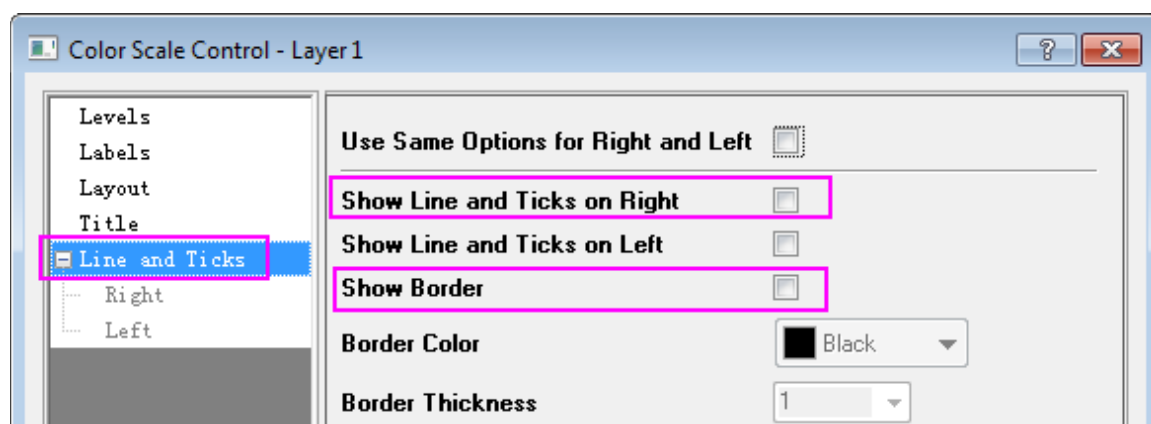 Color Scale Control - Layer 1
Levels
Labels
Layout
Title
Line and Ticks
Right
Left
Use Same Options for Right and Left
Show Line and Ticks on Right
Show Line and Ticks on Left
Show Border
Border Color
Black
Border Thickness
1